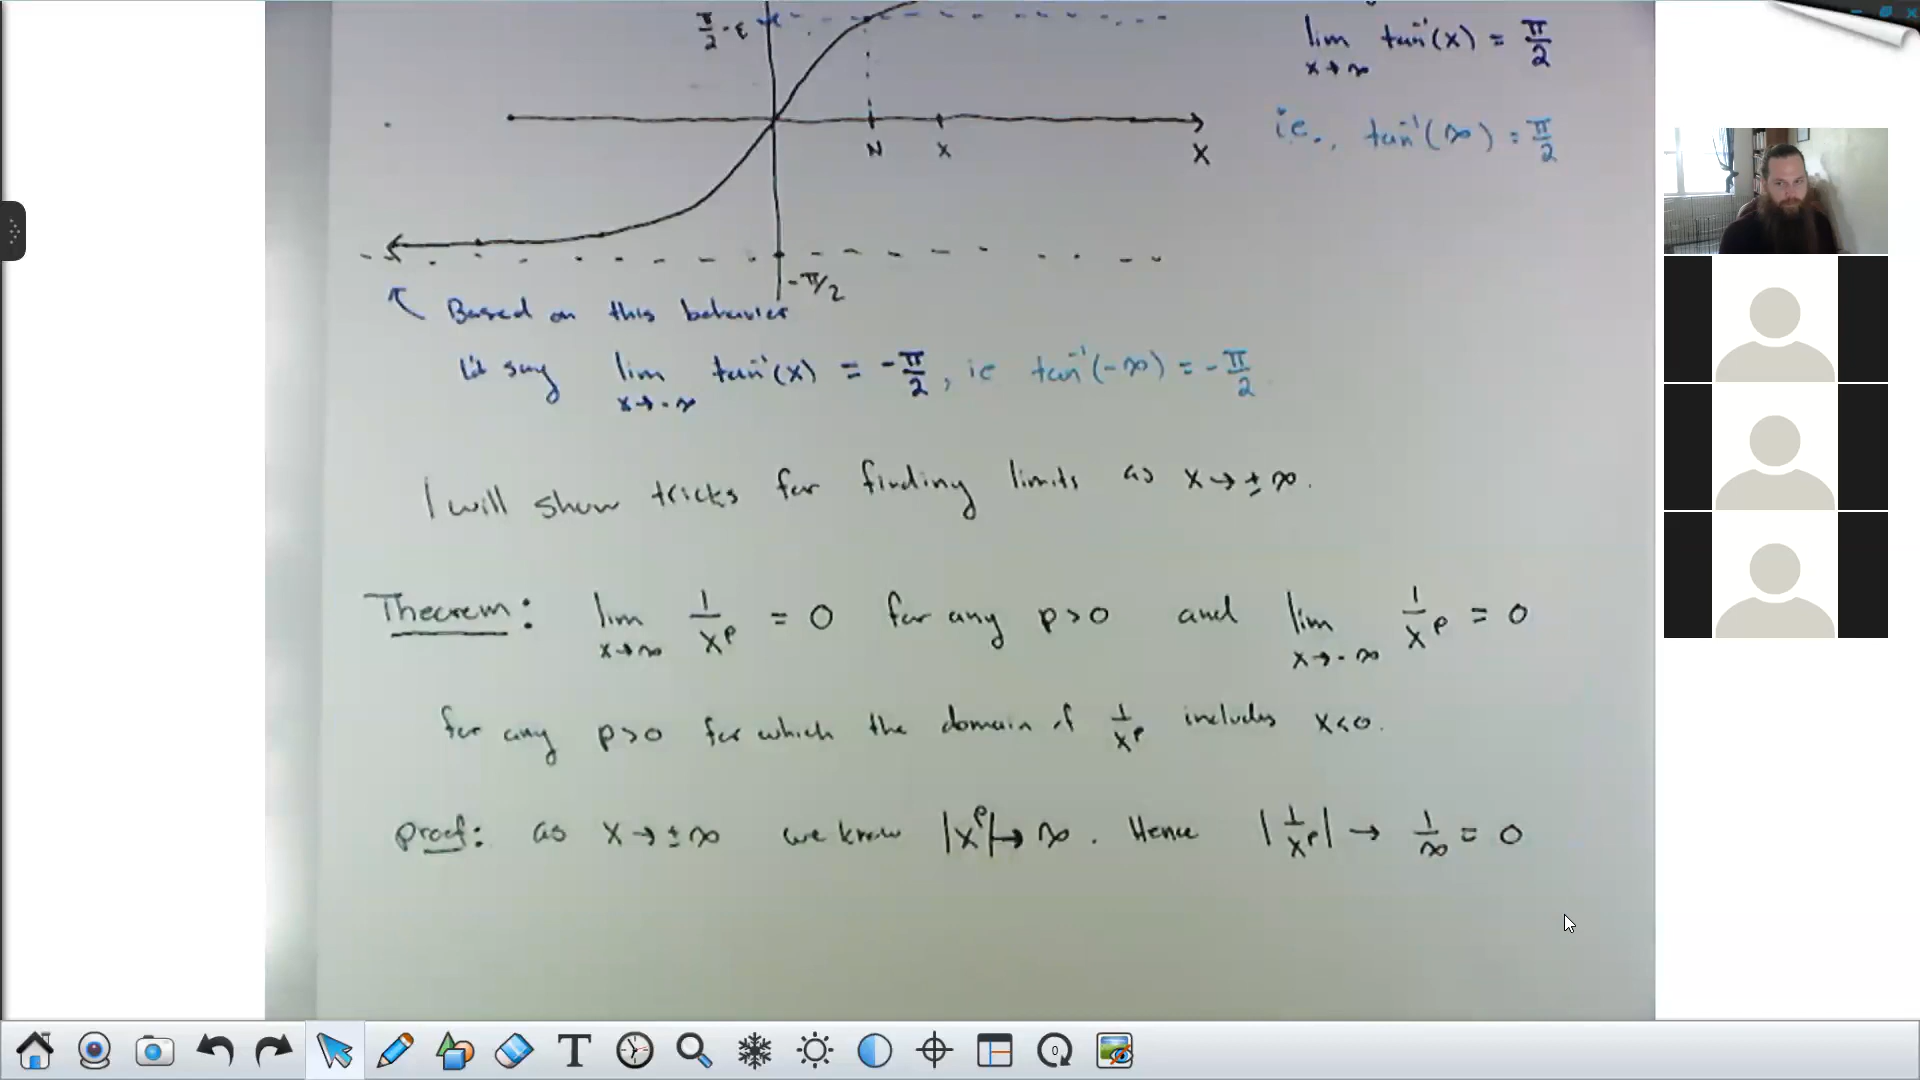 π/2 - ε
lim x→∞ tan⁻¹(x) = π/2
N x X
i.e., tan⁻¹(∞) = π/2
-π/2
Based on this behavior
I'd say lim x→-∞ tan⁻¹(x) = -π/2, ie tan⁻¹(-∞) = -π/2
I will show tricks for finding limits as x→±∞.
Theorem: lim x→∞ 1/x^p = 0 for any p>0 and lim x→-∞ 1/x^p = 0
for any p>0 for which the domain of 1/x^p includes x<0.
proof: as x→±∞ we know |x^p|→∞. Hence |1/x^p| → 1/∞ = 0
T
0